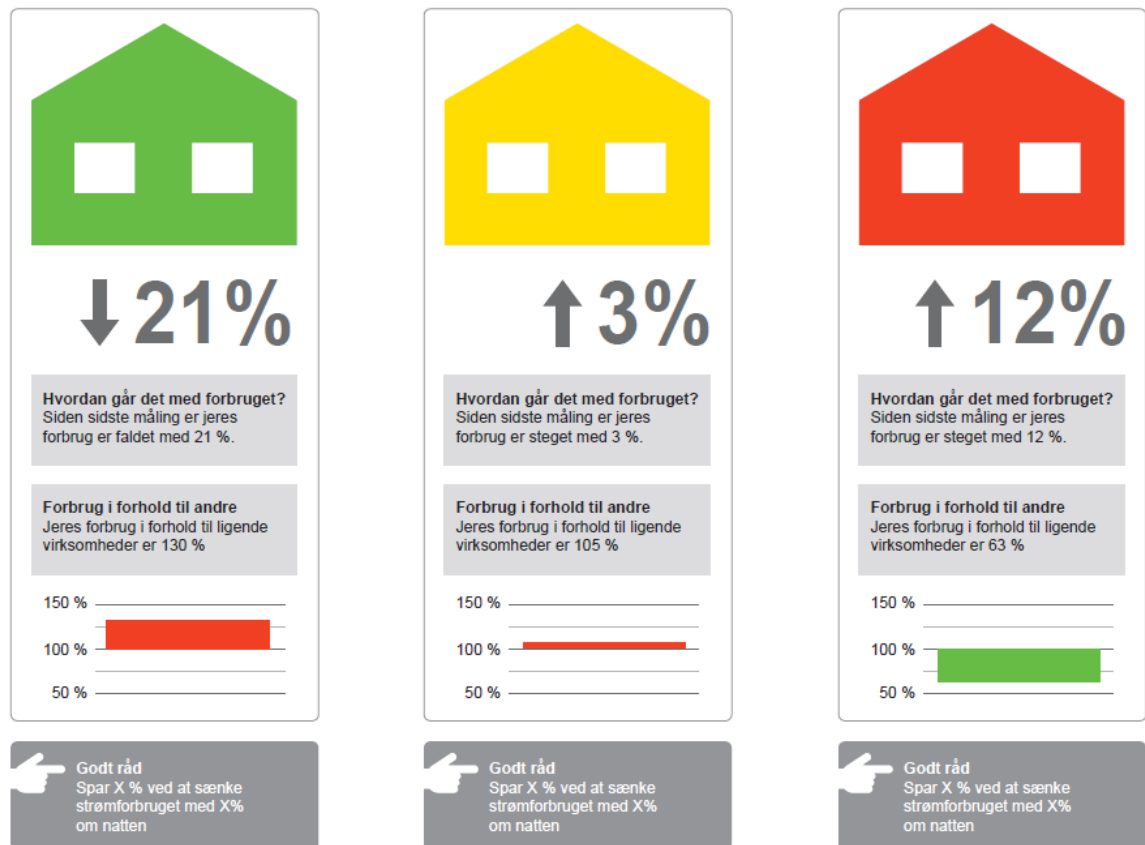 21%
Hvordan går det med forbruget?
Siden sidste måling er jeres
forbrug er faldet med 21 %.
Forbrug i forhold til andre
Jeres forbrug i forhold til ligende
virksomheder er 130 %
150 %
100 %
50 %
Godt råd
Spar X % ved at sænke
strømforbruget med X%
om natten
3%
Hvordan går det med forbruget?
Siden sidste måling er jeres
forbrug er steget med 3 %.
Forbrug i forhold til andre
Jeres forbrug i forhold til ligende
virksomheder er 105 %
150 %
100 %
50 %
Godt råd
Spar X % ved at sænke
strømforbruget med X%
om natten
12%
Hvordan går det med forbruget?
Siden sidste måling er jeres
forbrug er steget med 12 %.
Forbrug i forhold til andre
Jeres forbrug i forhold til ligende
virksomheder er 63 %
150 %
100 %
50 %
Godt råd
Spar X % ved at sænke
strømforbruget med X%
om natten